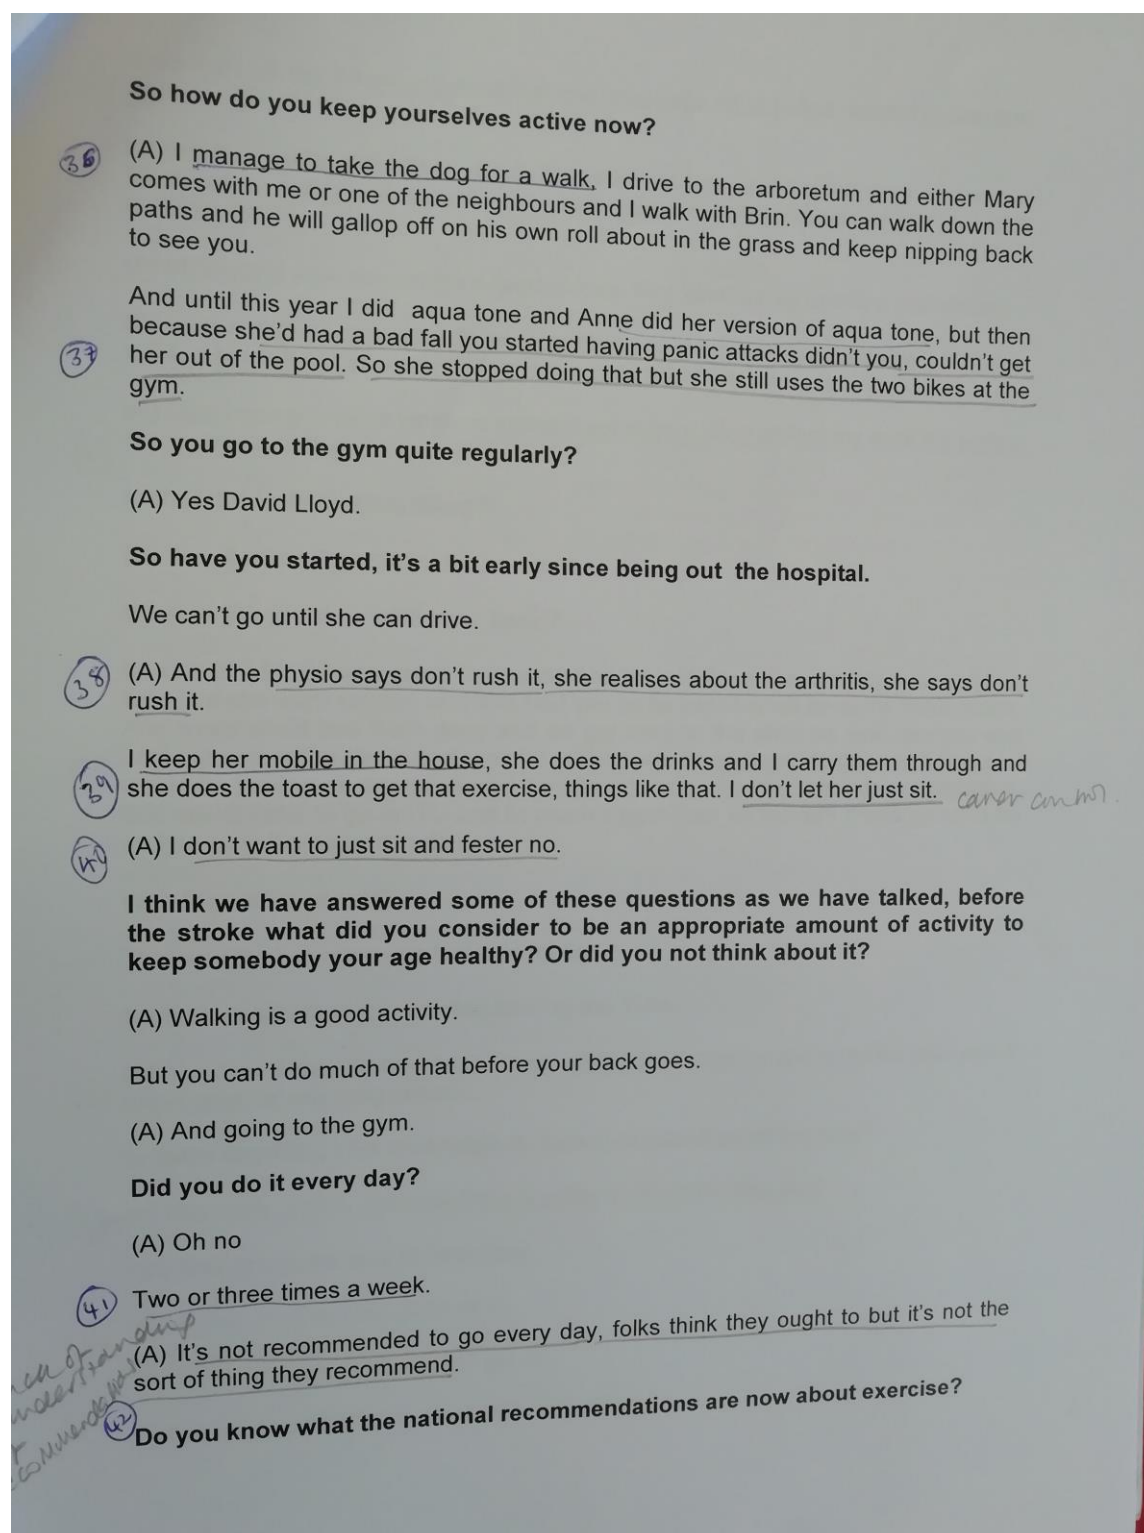 So how do you keep yourselves active now?
36
(A) I manage to take the dog for a walk, I drive to the arboretum and either Mary
comes with me or one of the neighbours and I walk with Brin. You can walk down the
paths and he will gallop off on his own roll about in the grass and keep nipping back
to see you.
And until this year I did aqua tone and Anne did her version of aqua tone, but then
because she'd had a bad fall you started having panic attacks didn't you, couldn't get
37
her out of the pool. So she stopped doing that but she still uses the two bikes at the
gym.
So you go to the gym quite regularly?
(A) Yes David Lloyd.
So have you started, it's a bit early since being out the hospital.
We can't go until she can drive.
38
(A) And the physio says don't rush it, she realises about the arthritis, she says don't
rush it.
I keep her mobile in the house, she does the drinks and I carry them through and
39
she does the toast to get that exercise, things like that. I don't let her just sit. carer control
40
(A) I don't want to just sit and fester no.
I think we have answered some of these questions as we have talked, before
the stroke what did you consider to be an appropriate amount of activity to
keep somebody your age healthy? Or did you not think about it?
(A) Walking is a good activity.
But you can't do much of that before your back goes.
(A) And going to the gym.
Did you do it every day?
(A) Oh no
41
Two or three times a week.
(A) It's not recommended to go every day, folks think they ought to but it's not the
sort of thing they recommend.
42
Do you know what the national recommendations are now about exercise?